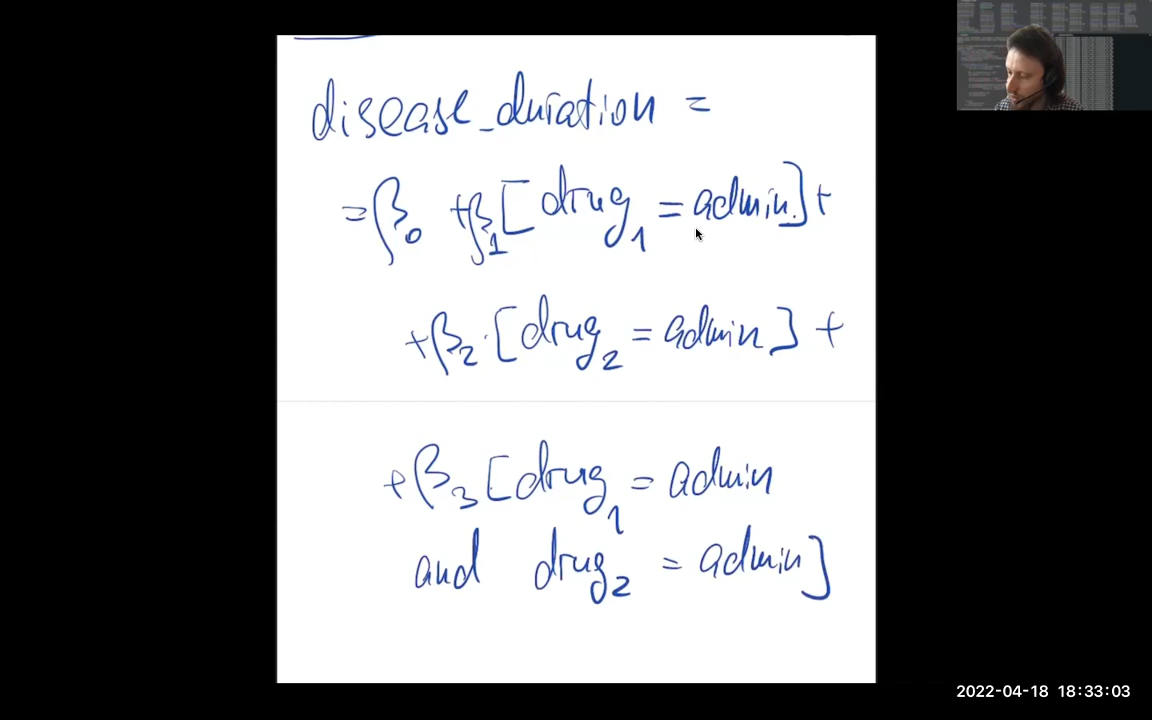 disease_duration =
= β₀ + β₁ [drug₁ = admin.] +
+ β₂ · [drug₂ = admin] +
+ β₃ [drug₁ = admin
and drug₂ = admin]
2022-04-18 18:33:03